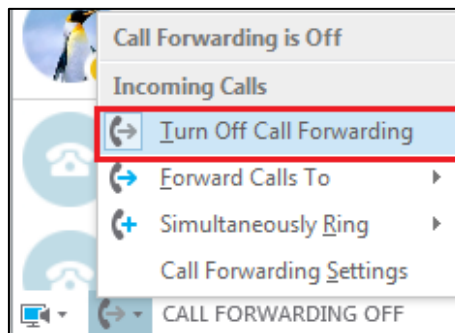 Call Forwarding is Off
Incoming Calls
Turn Off Call Forwarding
Forward Calls To
Simultaneously Ring
Call Forwarding Settings
CALL FORWARDING OFF